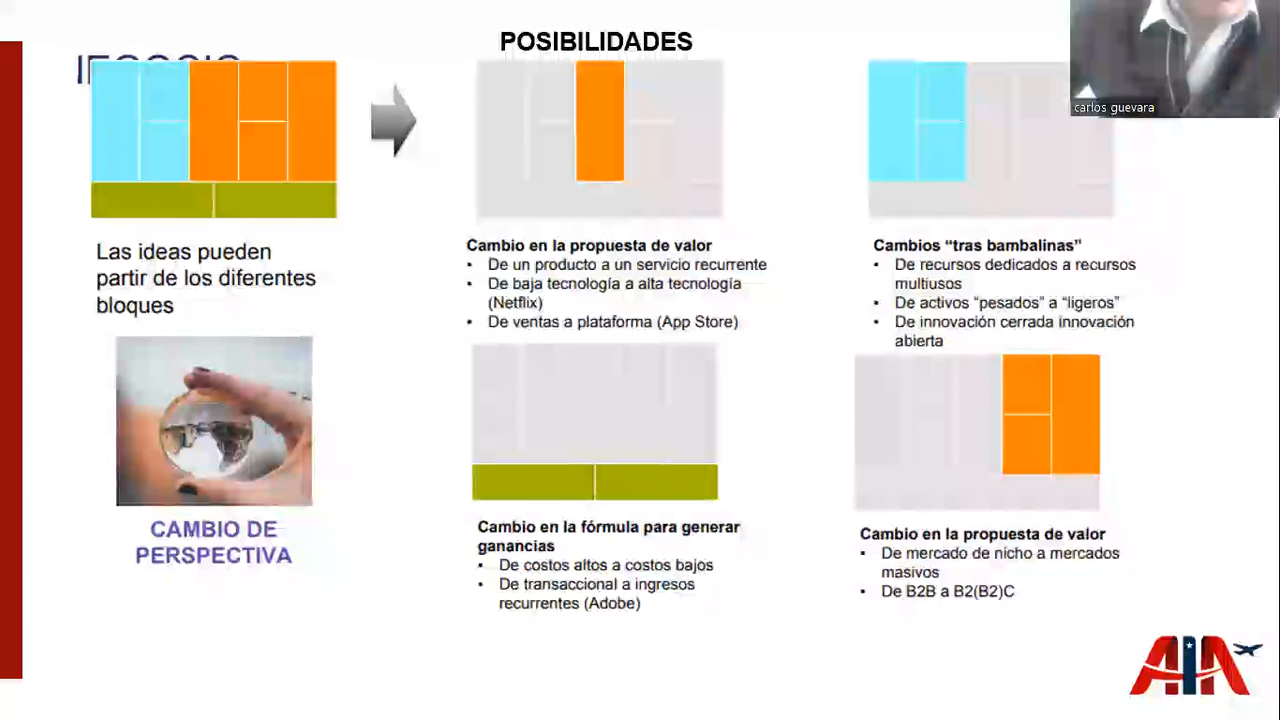 POSIBILIDADES
carlos guevara
Las ideas pueden
partir de los diferentes
bloques
CAMBIO DE
PERSPECTIVA
Cambio en la propuesta de valor
• De un producto a un servicio recurrente
• De baja tecnología a alta tecnología
(Netflix)
• De ventas a plataforma (App Store)
Cambios “tras bambalinas”
• De recursos dedicados a recursos
multiusos
• De activos “pesados” a “ligeros”
• De innovación cerrada innovación
abierta
Cambio en la fórmula para generar
ganancias
• De costos altos a costos bajos
• De transaccional a ingresos
recurrentes (Adobe)
Cambio en la propuesta de valor
• De mercado de nicho a mercados
masivos
• De B2B a B2(B2)C
AIA